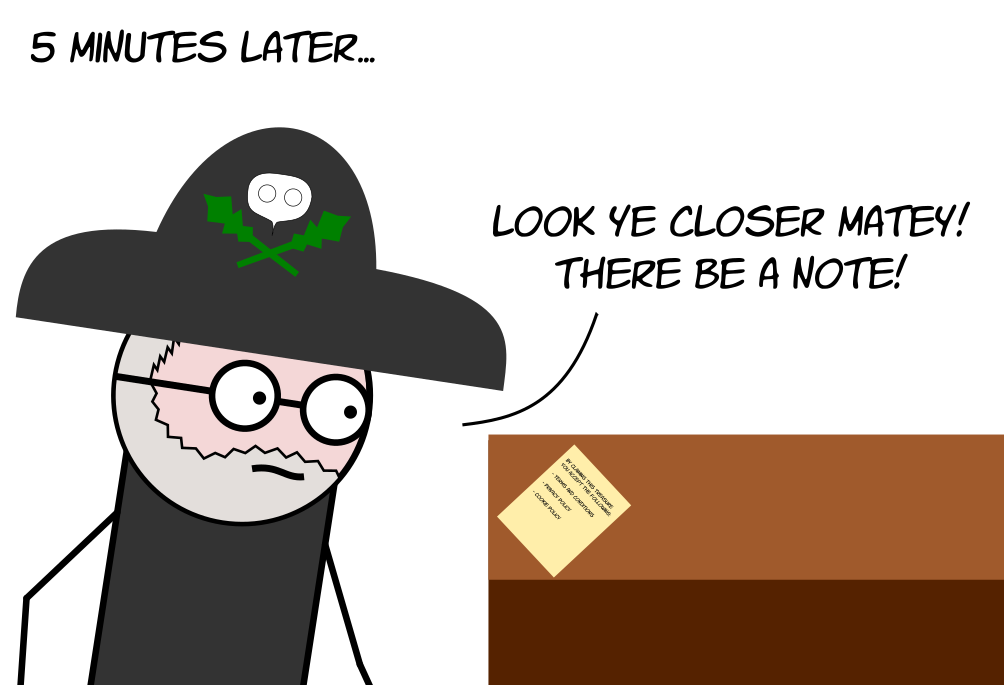 5 MINUTES LATER...
LOOK YE CLOSER MATEY!
THERE BE A NOTE!
BY CLAIMING THIS TREASURE
YOU ACCEPT THE FOLLOWING:
- TERMS AND CONDITIONS
- PRIVACY POLICY
- COOKIE POLICY